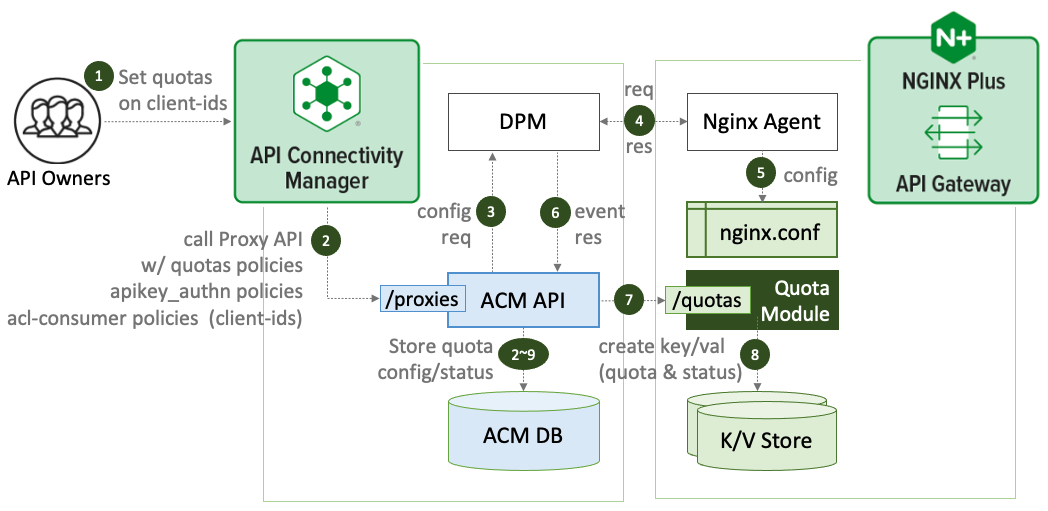 1
Set quotas
on client-ids
API Owners
API Connectivity
Manager
2
call Proxy API
w/ quotas policies
apikey_authn policies
acl-consumer policies  (client-ids)
DPM
req
4
res
Nginx Agent
N+
NGINX Plus
API Gateway
config
req
3
6
event
res
5
config
nginx.conf
/proxies
ACM API
7
/quotas
Quota
Module
Store quota
config/status
2~9
create key/val
(quota & status)
8
ACM DB
K/V Store